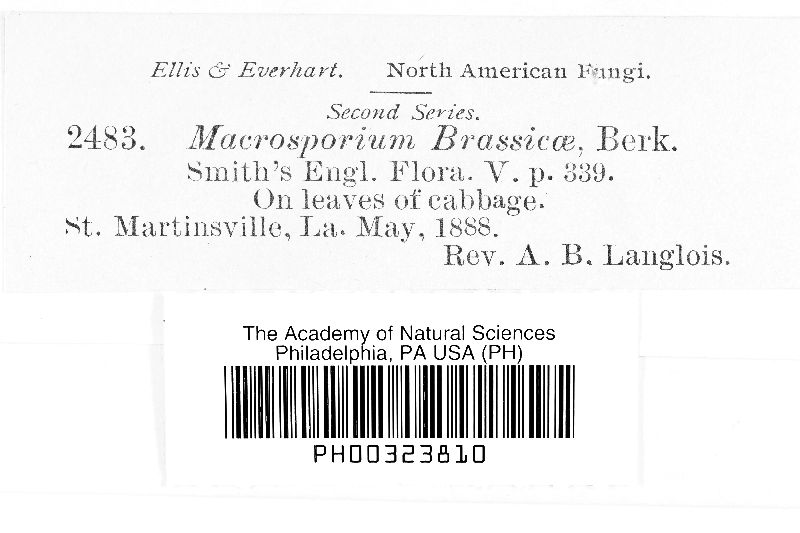 Ellis & Everhart. North American Fungi.
Second Series.
2483. Macrosporium Brassicæ, Berk.
Smith's Engl. Flora. V. p. 339.
On leaves of cabbage.
St. Martinsville, La. May, 1888.
Rev. A. B. Langlois.
The Academy of Natural Sciences
Philadelphia, PA USA (PH)
PH00323810